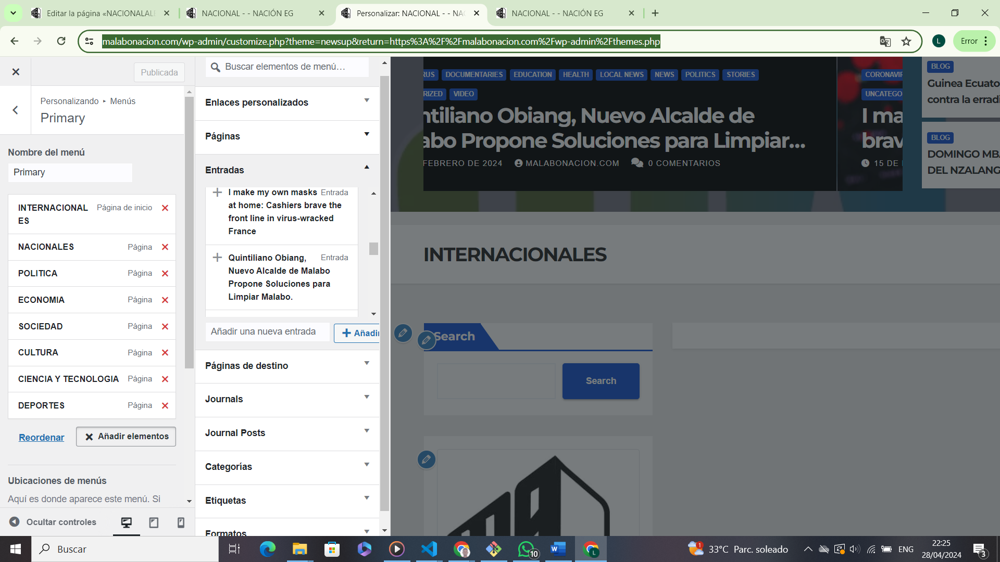 Editar la página «NACIONALALE
NACIONAL - - NACIÓN EG
Personalizar: NACIONAL - - NAC
NACIONAL - - NACIÓN EG
malabonacion.com/wp-admin/customize.php?theme=newsup&return=https%3A%2F%2Fmalabonacion.com%2Fwp-admin%2Fthemes.php
L
Error
Publicada
Personalizando ▸ Menús
Primary
Nombre del menú
Primary
INTERNACIONAL
ES
Página de inicio
NACIONALES Página
POLITICA Página
ECONOMIA Página
SOCIEDAD Página
CULTURA Página
CIENCIA Y TECNOLOGIA Página
DEPORTES Página
Reordenar
Añadir elementos
Ubicaciones de menús
Aquí es donde aparece este menú. Si
Ocultar controles
Buscar elementos de menú…
Enlaces personalizados
Páginas
Entradas
I make my own masks Entrada
at home: Cashiers brave the
front line in virus-wracked
France
Quintiliano Obiang, Entrada
Nuevo Alcalde de Malabo
Propone Soluciones para
Limpiar Malabo.
Añadir una nueva entrada
Añadir
Páginas de destino
Journals
Journal Posts
Categorías
Etiquetas
Formatos
RUS DOCUMENTARIES EDUCATION HEALTH LOCAL NEWS NEWS POLITICS STORIES
RIZED VIDEO
ntiliano Obiang, Nuevo Alcalde de
abo Propone Soluciones para Limpiar...
FEBRERO DE 2024 MALABONACION.COM 0 COMENTARIOS
CORONAVIR
UNCATEGO
I ma
brav
15 DE
BLOG
Guinea Ecuato
contra la erradi
BLOG
DOMINGO MBA
DEL NZALANG
INTERNACIONALES
Search
Search
Buscar
10
L
1
33°C Parc. soleado
ENG
22:25
28/04/2024
3